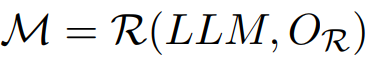 ℳ = ℛ(LLM, O_ℛ)